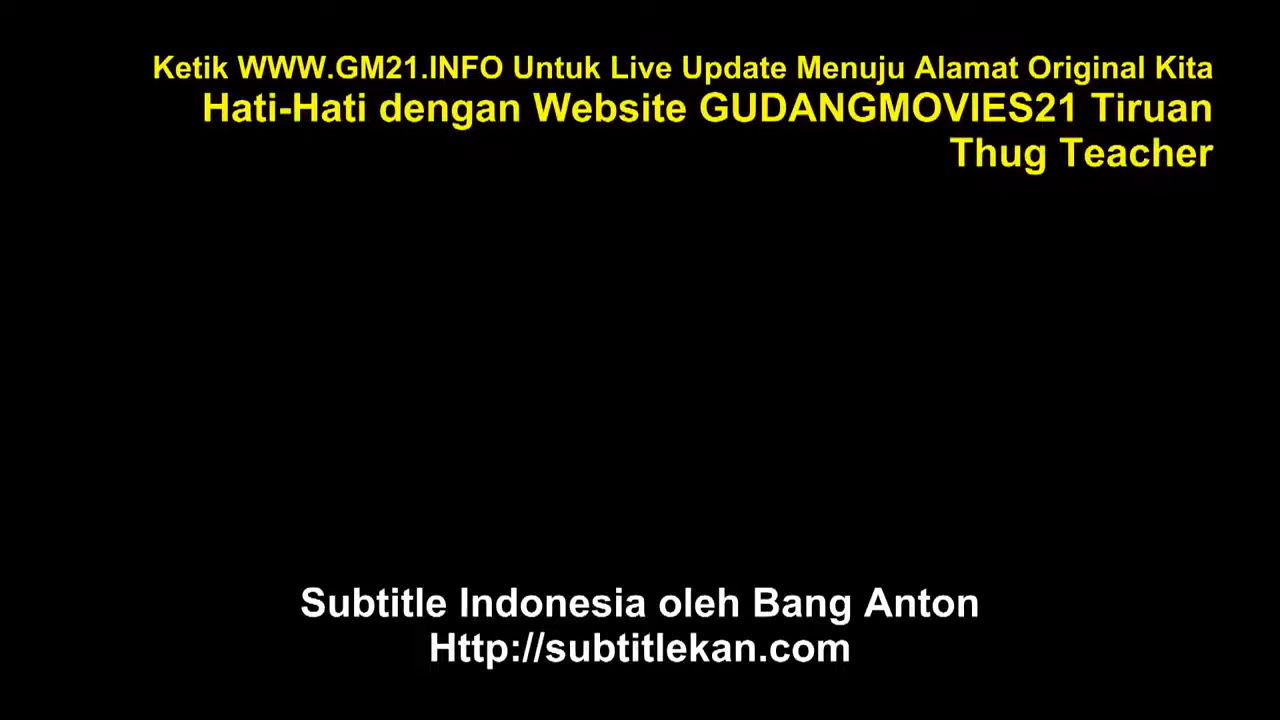 Ketik WWW.GM21.INFO Untuk Live Update Menuju Alamat Original Kita
Hati-Hati dengan Website GUDANGMOVIES21 Tiruan
Thug Teacher
Subtitle Indonesia oleh Bang Anton
Http://subtitlekan.com